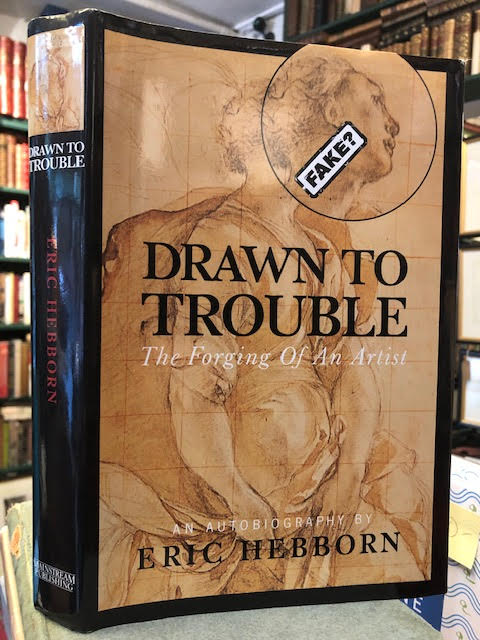 DRAWN TO
TROUBLE
ERIC HEBBORN
MAINSTREAM
PUBLISHING
FAKE?
DRAWN TO
TROUBLE
The Forging Of An Artist
AN AUTOBIOGRAPHY BY
ERIC HEBBORN